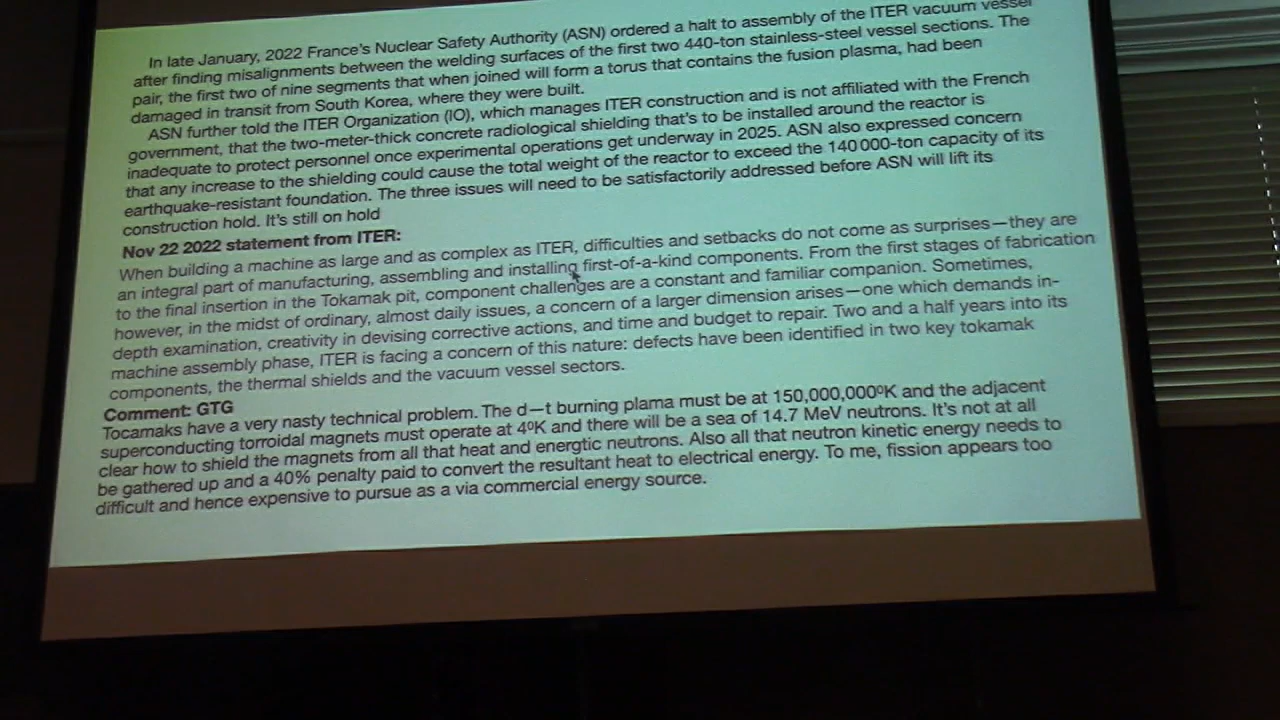 In late January, 2022 France's Nuclear Safety Authority (ASN) ordered a halt to assembly of the ITER vacuum vessel
after finding misalignments between the welding surfaces of the first two 440-ton stainless-steel vessel sections. The
pair, the first two of nine segments that when joined will form a torus that contains the fusion plasma, had been
damaged in transit from South Korea, where they were built.
ASN further told the ITER Organization (IO), which manages ITER construction and is not affiliated with the French
government, that the two-meter-thick concrete radiological shielding that's to be installed around the reactor is
inadequate to protect personnel once experimental operations get underway in 2025. ASN also expressed concern
that any increase to the shielding could cause the total weight of the reactor to exceed the 140 000-ton capacity of its
earthquake-resistant foundation. The three issues will need to be satisfactorily addressed before ASN will lift its
construction hold. It's still on hold
Nov 22 2022 statement from ITER:
When building a machine as large and as complex as ITER, difficulties and setbacks do not come as surprises—they are
an integral part of manufacturing, assembling and installing first-of-a-kind components. From the first stages of fabrication
to the final insertion in the Tokamak pit, component challenges are a constant and familiar companion. Sometimes,
however, in the midst of ordinary, almost daily issues, a concern of a larger dimension arises—one which demands in-
depth examination, creativity in devising corrective actions, and time and budget to repair. Two and a half years into its
machine assembly phase, ITER is facing a concern of this nature: defects have been identified in two key tokamak
components, the thermal shields and the vacuum vessel sectors.
Comment: GTG
Tocamaks have a very nasty technical problem. The d—t burning plama must be at 150,000,000ºK and the adjacent
superconducting torroidal magnets must operate at 4ºK and there will be a sea of 14.7 MeV neutrons. It's not at all
clear how to shield the magnets from all that heat and energtic neutrons. Also all that neutron kinetic energy needs to
be gathered up and a 40% penalty paid to convert the resultant heat to electrical energy. To me, fission appears too
difficult and hence expensive to pursue as a via commercial energy source.